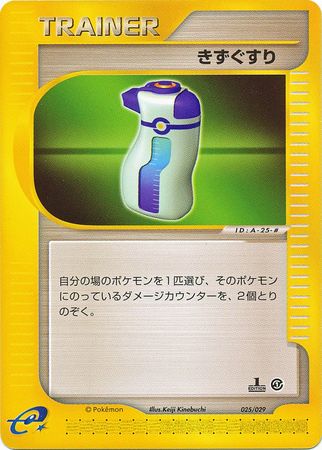 TRAINER
きずぐすり
ID:A-25-#
自分の場のポケモンを1匹選び、そのポケモン
にのっているダメージカウンターを、2個とり
のぞく。
1
EDITION
e
©Pokémon
Illus.Keiji Kinebuchi
025/029